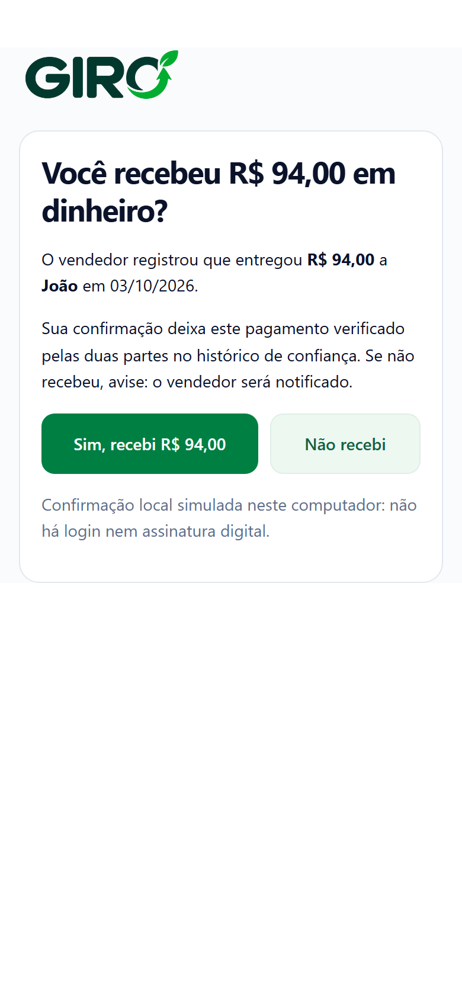 GIRO
Você recebeu R$ 94,00 em
dinheiro?
O vendedor registrou que entregou R$ 94,00 a
João em 03/10/2026.
Sua confirmação deixa este pagamento verificado
pelas duas partes no histórico de confiança. Se não
recebeu, avise: o vendedor será notificado.
Sim, recebi R$ 94,00
Não recebi
Confirmação local simulada neste computador: não
há login nem assinatura digital.